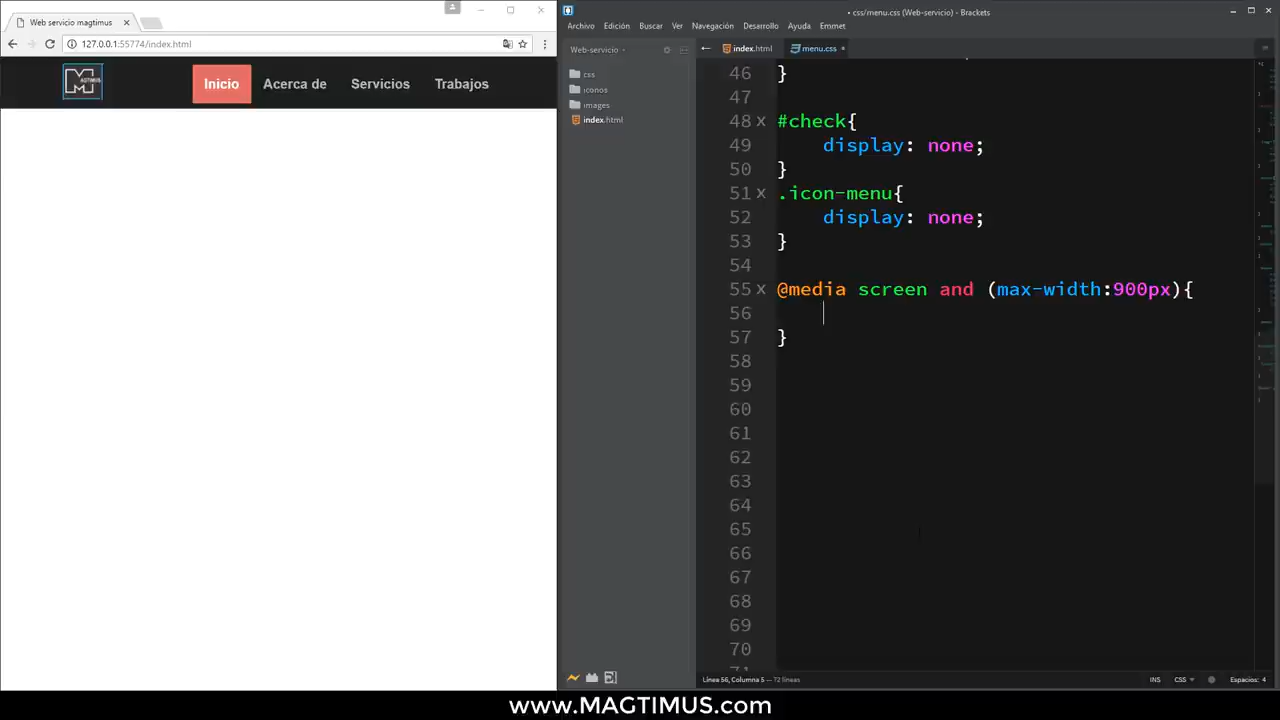 Web servicio magtimus
127.0.0.1:55774/index.html
MAGTIMUS
Inicio
Acerca de
Servicios
Trabajos
• css/menu.css (Web-servicio) - Brackets
Archivo Edición Buscar Ver Navegación Desarrollo Ayuda Emmet
Web-servicio
css
iconos
images
index.html
index.html
menu.css
46 }
47
48 #check{
49 display: none;
50 }
51 .icon-menu{
52 display: none;
53 }
54
55 @media screen and (max-width:900px){
56
57 }
58
59
60
61
62
63
64
65
66
67
68
69
70
Línea 56, Columna 5 — 72 líneas
INS CSS Espacios: 4
www.MAGTIMUS.com